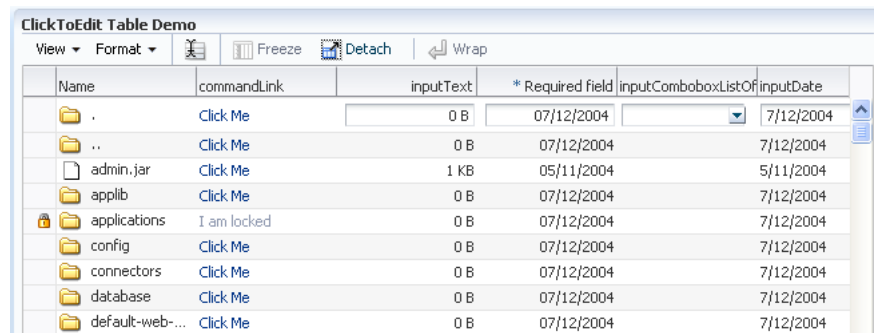 ClickToEdit Table Demo
View Format Freeze Detach Wrap
Name commandLink inputText * Required field inputComboboxListOf inputDate
. Click Me 0 B 07/12/2004 7/12/2004
.. Click Me 0 B 07/12/2004 7/12/2004
admin.jar Click Me 1 KB 05/11/2004 5/11/2004
applib Click Me 0 B 07/12/2004 7/12/2004
applications I am locked 0 B 07/12/2004 7/12/2004
config Click Me 0 B 07/12/2004 7/12/2004
connectors Click Me 0 B 07/12/2004 7/12/2004
database Click Me 0 B 07/12/2004 7/12/2004
default-web-... Click Me 0 B 07/12/2004 7/12/2004